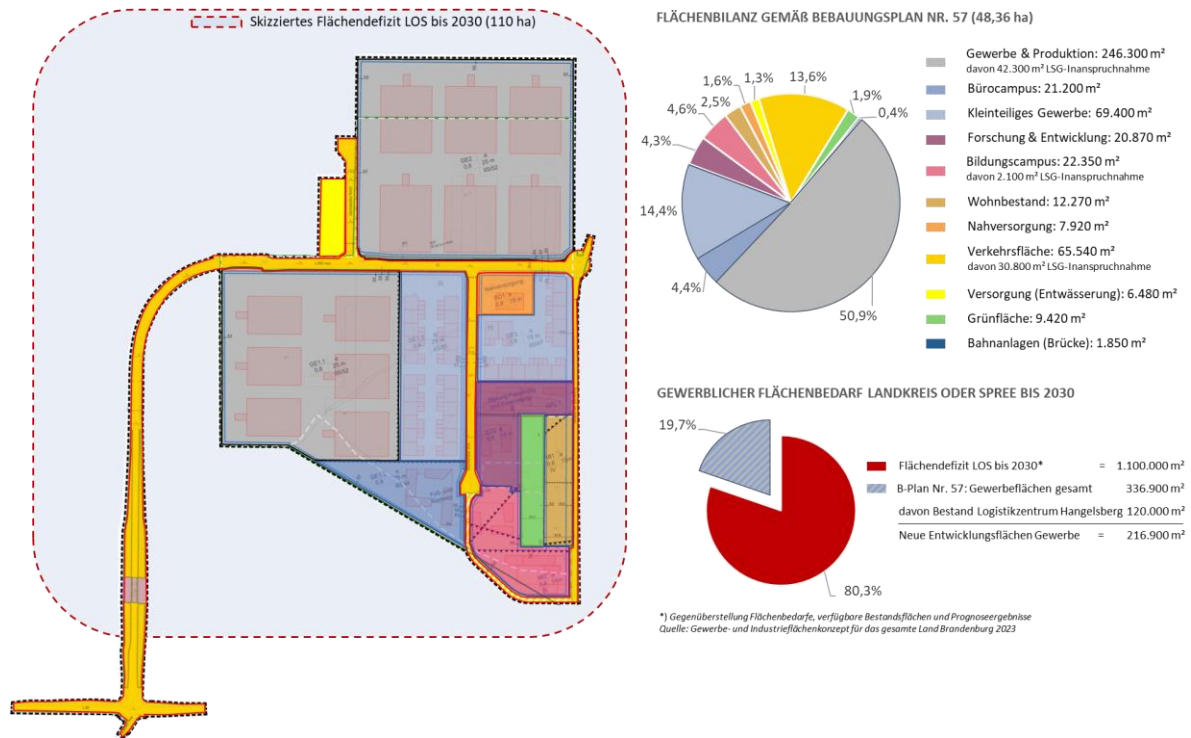 Skizziertes Flächendefizit LOS bis 2030 (110 ha)
GE2
Nahversorgung
GE1.1
FLÄCHENBILANZ GEMÄß BEBAUUNGSPLAN NR. 57 (48,36 ha)
1,6%
1,3%
13,6%
1,9%
0,4%
2,5%
4,6%
4,3%
14,4%
4,4%
50,9%
Gewerbe & Produktion: 246.300 m²
davon 42.300 m² LSG-Inanspruchnahme
Bürocampus: 21.200 m²
Kleinteiliges Gewerbe: 69.400 m²
Forschung & Entwicklung: 20.870 m²
Bildungscampus: 22.350 m²
davon 2.100 m² LSG-Inanspruchnahme
Wohnbestand: 12.270 m²
Nahversorgung: 7.920 m²
Verkehrsfläche: 65.540 m²
davon 30.800 m² LSG-Inanspruchnahme
Versorgung (Entwässerung): 6.480 m²
Grünfläche: 9.420 m²
Bahnanlagen (Brücke): 1.850 m²
GEWERBLICHER FLÄCHENBEDARF LANDKREIS ODER SPREE BIS 2030
19,7%
80,3%
Flächendefizit LOS bis 2030* = 1.100.000 m²
B-Plan Nr. 57: Gewerbeflächen gesamt 336.900 m²
davon Bestand Logistikzentrum Hangelsberg 120.000 m²
Neue Entwicklungsflächen Gewerbe = 216.900 m²
*) Gegenüberstellung Flächenbedarfe, verfügbare Bestandsflächen und Prognoseergebnisse
Quelle: Gewerbe- und Industrieflächenkonzept für das gesamte Land Brandenburg 2023